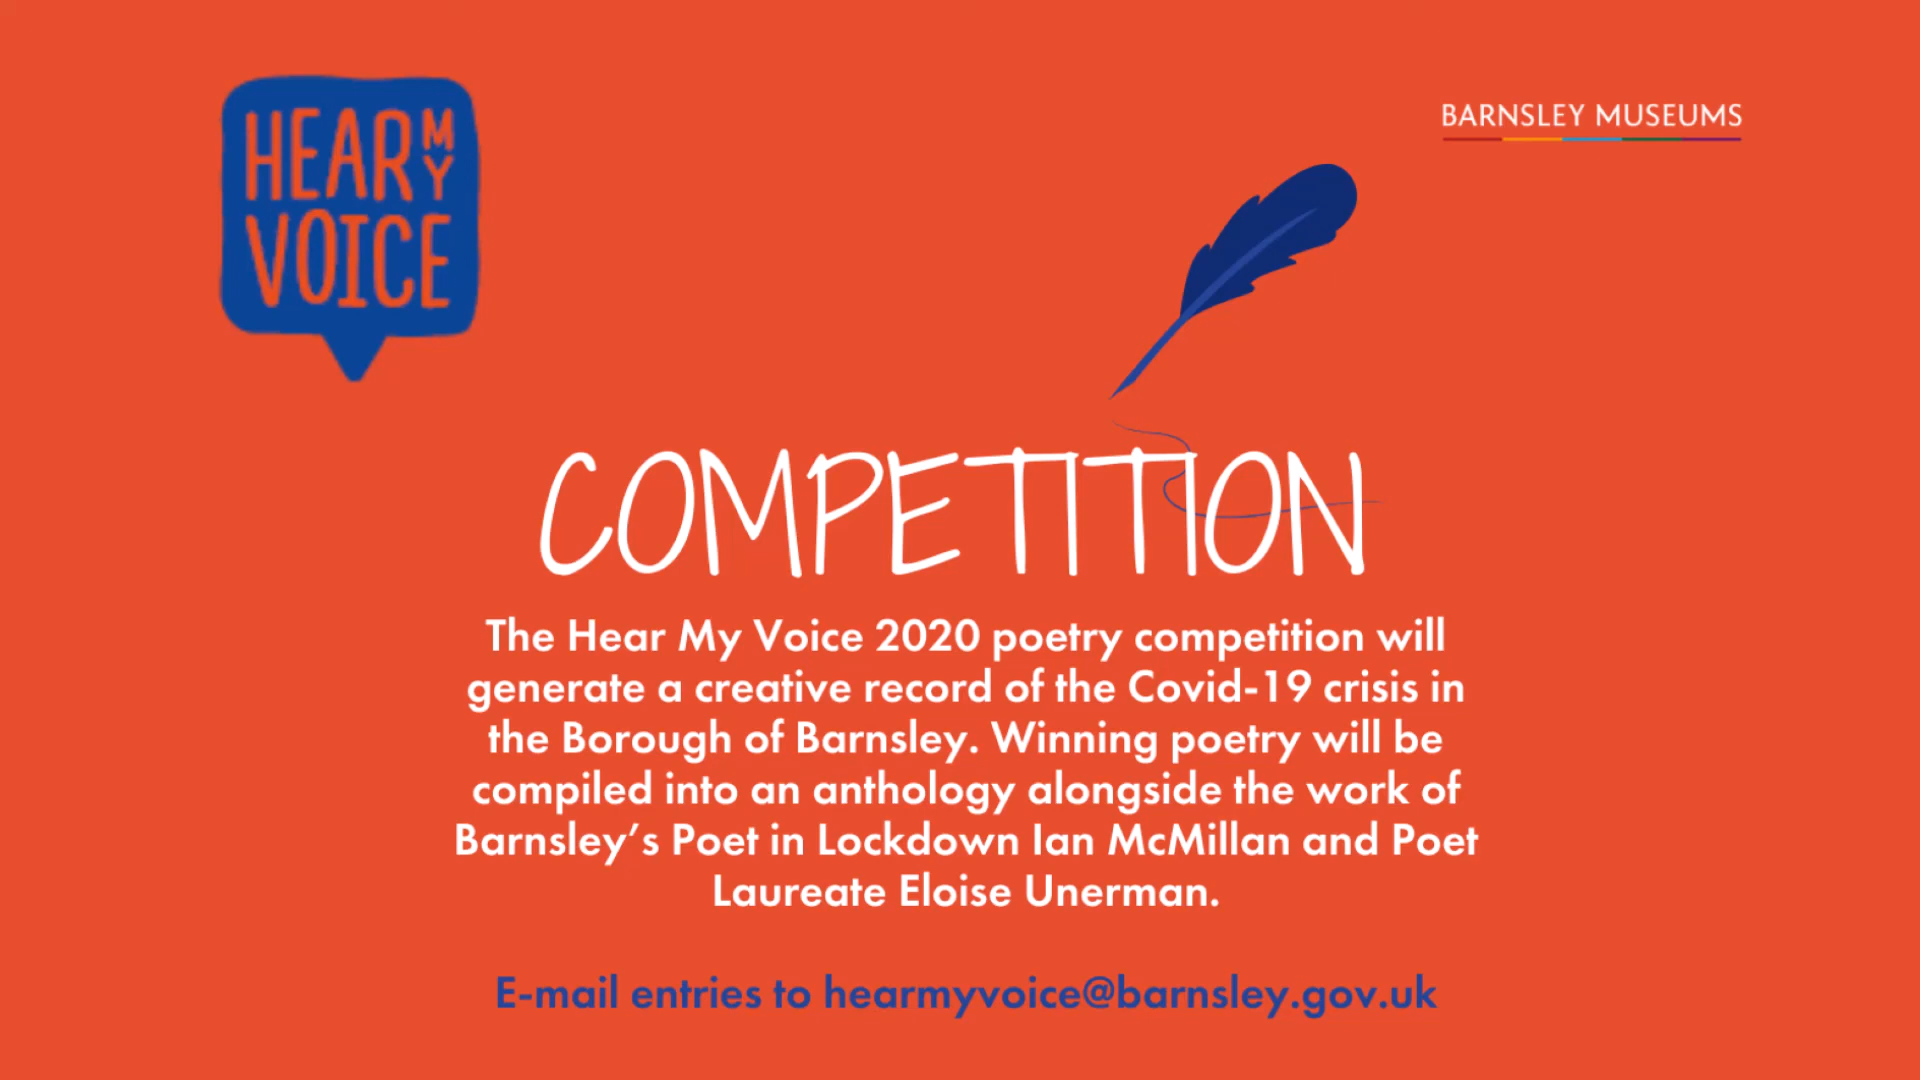 HEAR MY
VOICE
BARNSLEY MUSEUMS
COMPETITION
The Hear My Voice 2020 poetry competition will
generate a creative record of the Covid-19 crisis in
the Borough of Barnsley. Winning poetry will be
compiled into an anthology alongside the work of
Barnsley’s Poet in Lockdown Ian McMillan and Poet
Laureate Eloise Unerman.
E-mail entries to hearmyvoice@barnsley.gov.uk